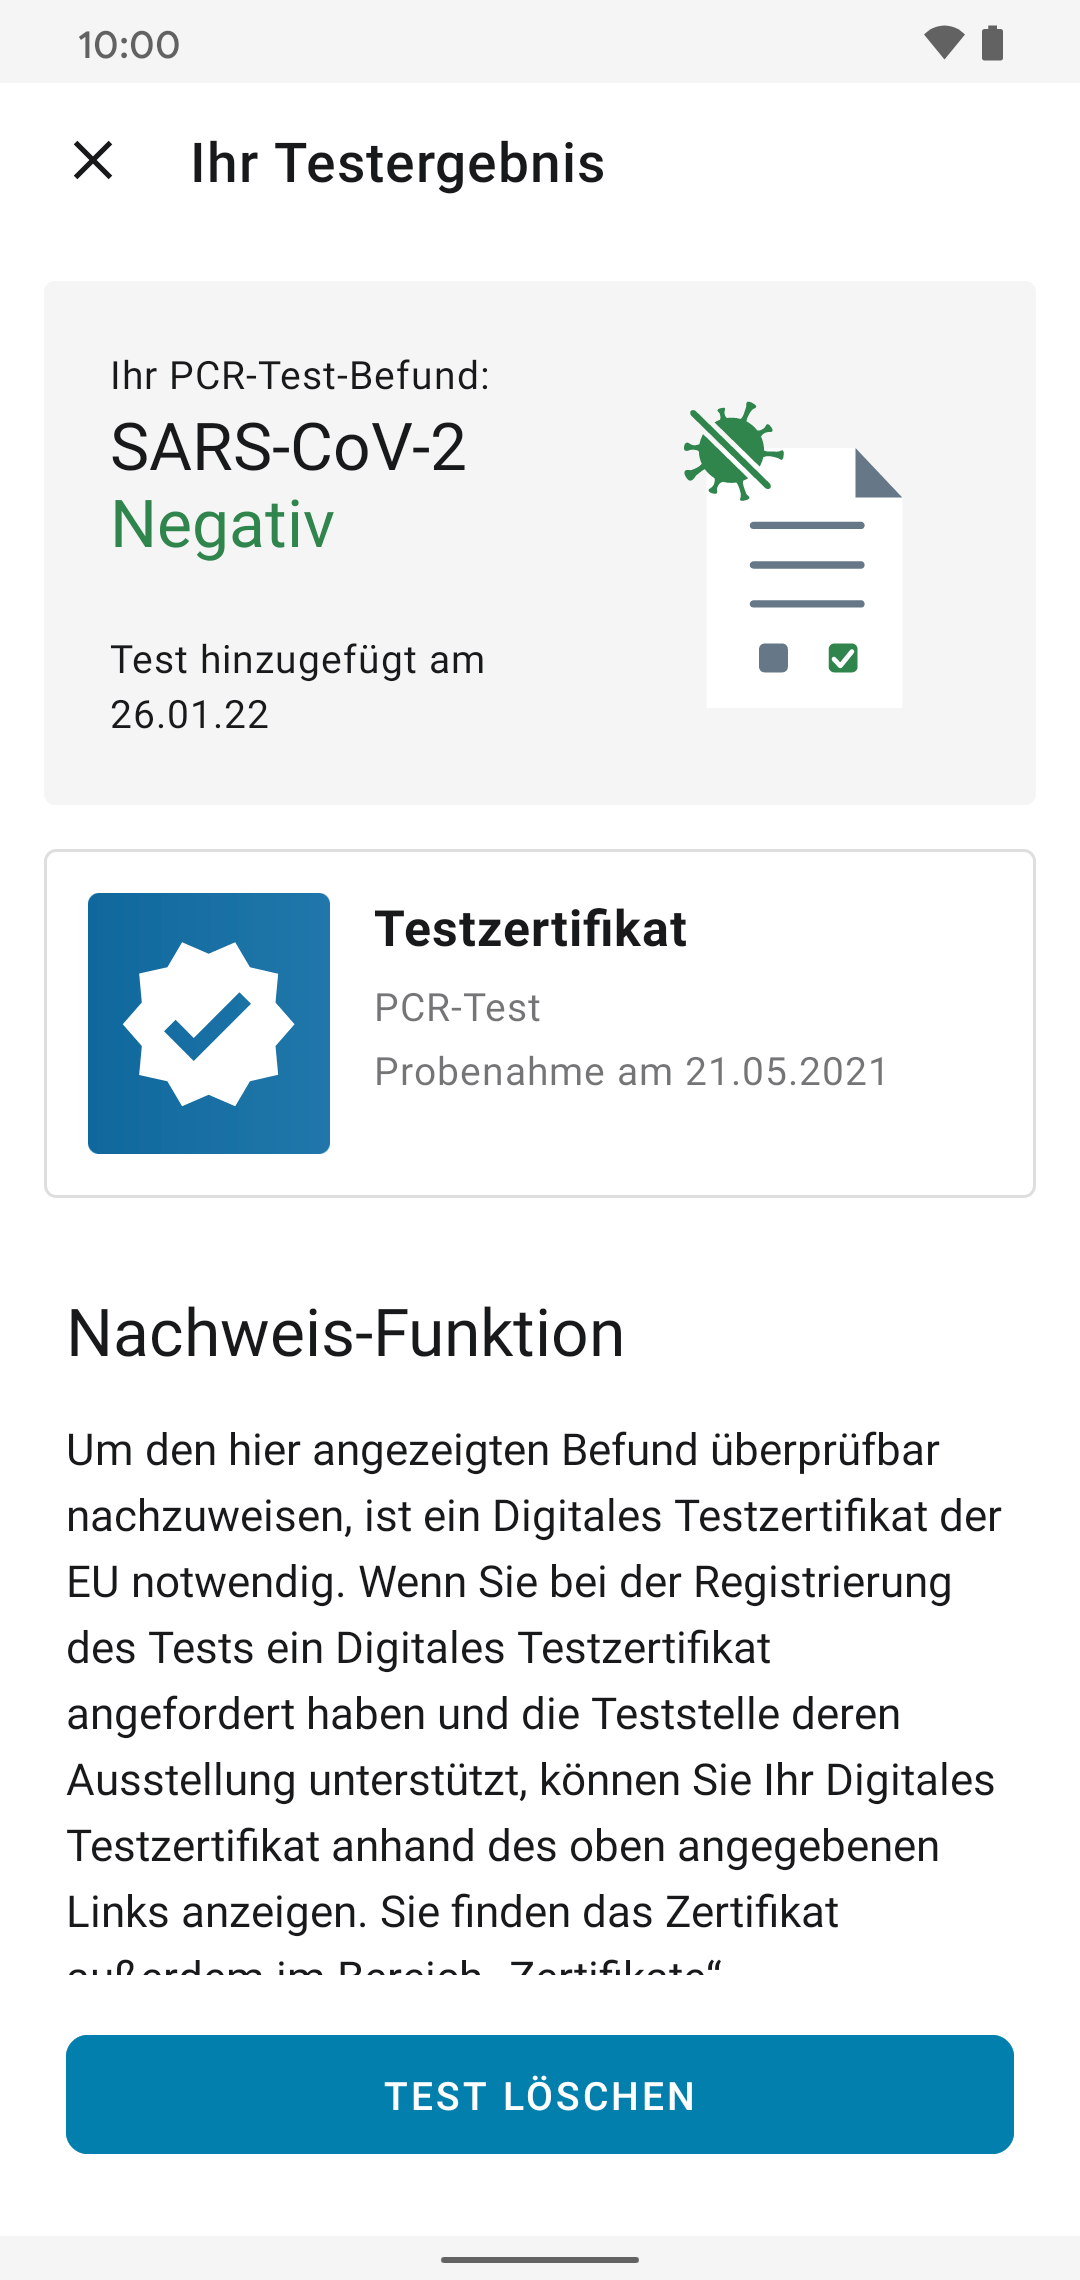 10:00
Ihr Testergebnis
Ihr PCR-Test-Befund:
SARS-CoV-2
Negativ
Test hinzugefügt am
26.01.22
Testzertifikat
PCR-Test
Probenahme am 21.05.2021
Nachweis-Funktion
Um den hier angezeigten Befund überprüfbar
nachzuweisen, ist ein Digitales Testzertifikat der
EU notwendig. Wenn Sie bei der Registrierung
des Tests ein Digitales Testzertifikat
angefordert haben und die Teststelle deren
Ausstellung unterstützt, können Sie Ihr Digitales
Testzertifikat anhand des oben angegebenen
Links anzeigen. Sie finden das Zertifikat
außerdem im Bereich „Zertifikate“
TEST LÖSCHEN